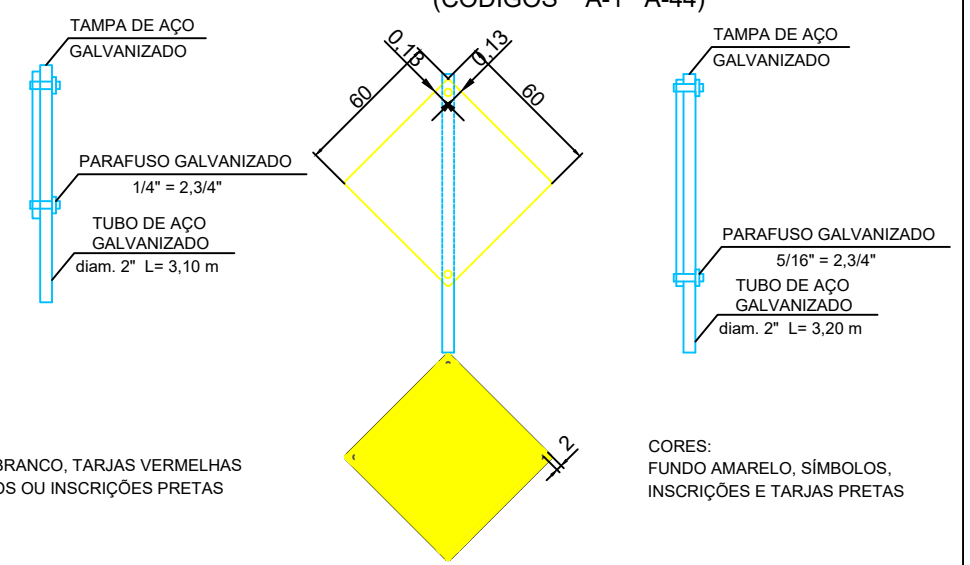 (CÓDIGOS A-1 A-44)
TAMPA DE AÇO
GALVANIZADO
PARAFUSO GALVANIZADO
1/4" = 2,3/4"
TUBO DE AÇO
GALVANIZADO
diam. 2" L= 3,10 m
BRANCO, TARJAS VERMELHAS
OS OU INSCRIÇÕES PRETAS
0,13
0,13
60
60
2
TAMPA DE AÇO
GALVANIZADO
PARAFUSO GALVANIZADO
5/16" = 2,3/4"
TUBO DE AÇO
GALVANIZADO
diam. 2" L= 3,20 m
CORES:
FUNDO AMARELO, SÍMBOLOS,
INSCRIÇÕES E TARJAS PRETAS